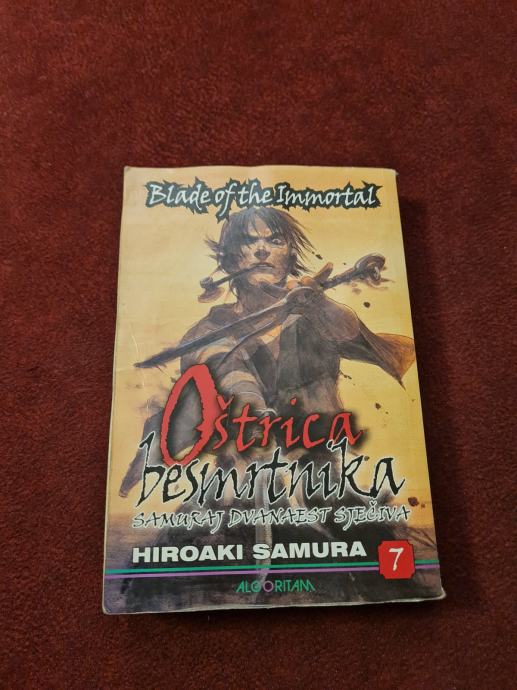 Blade of the Immortal
Oštrica
besmrtnika
SAMURAJ DVANAEST SJEČIVA
HIROAKI SAMURA 7
ALGORITAM